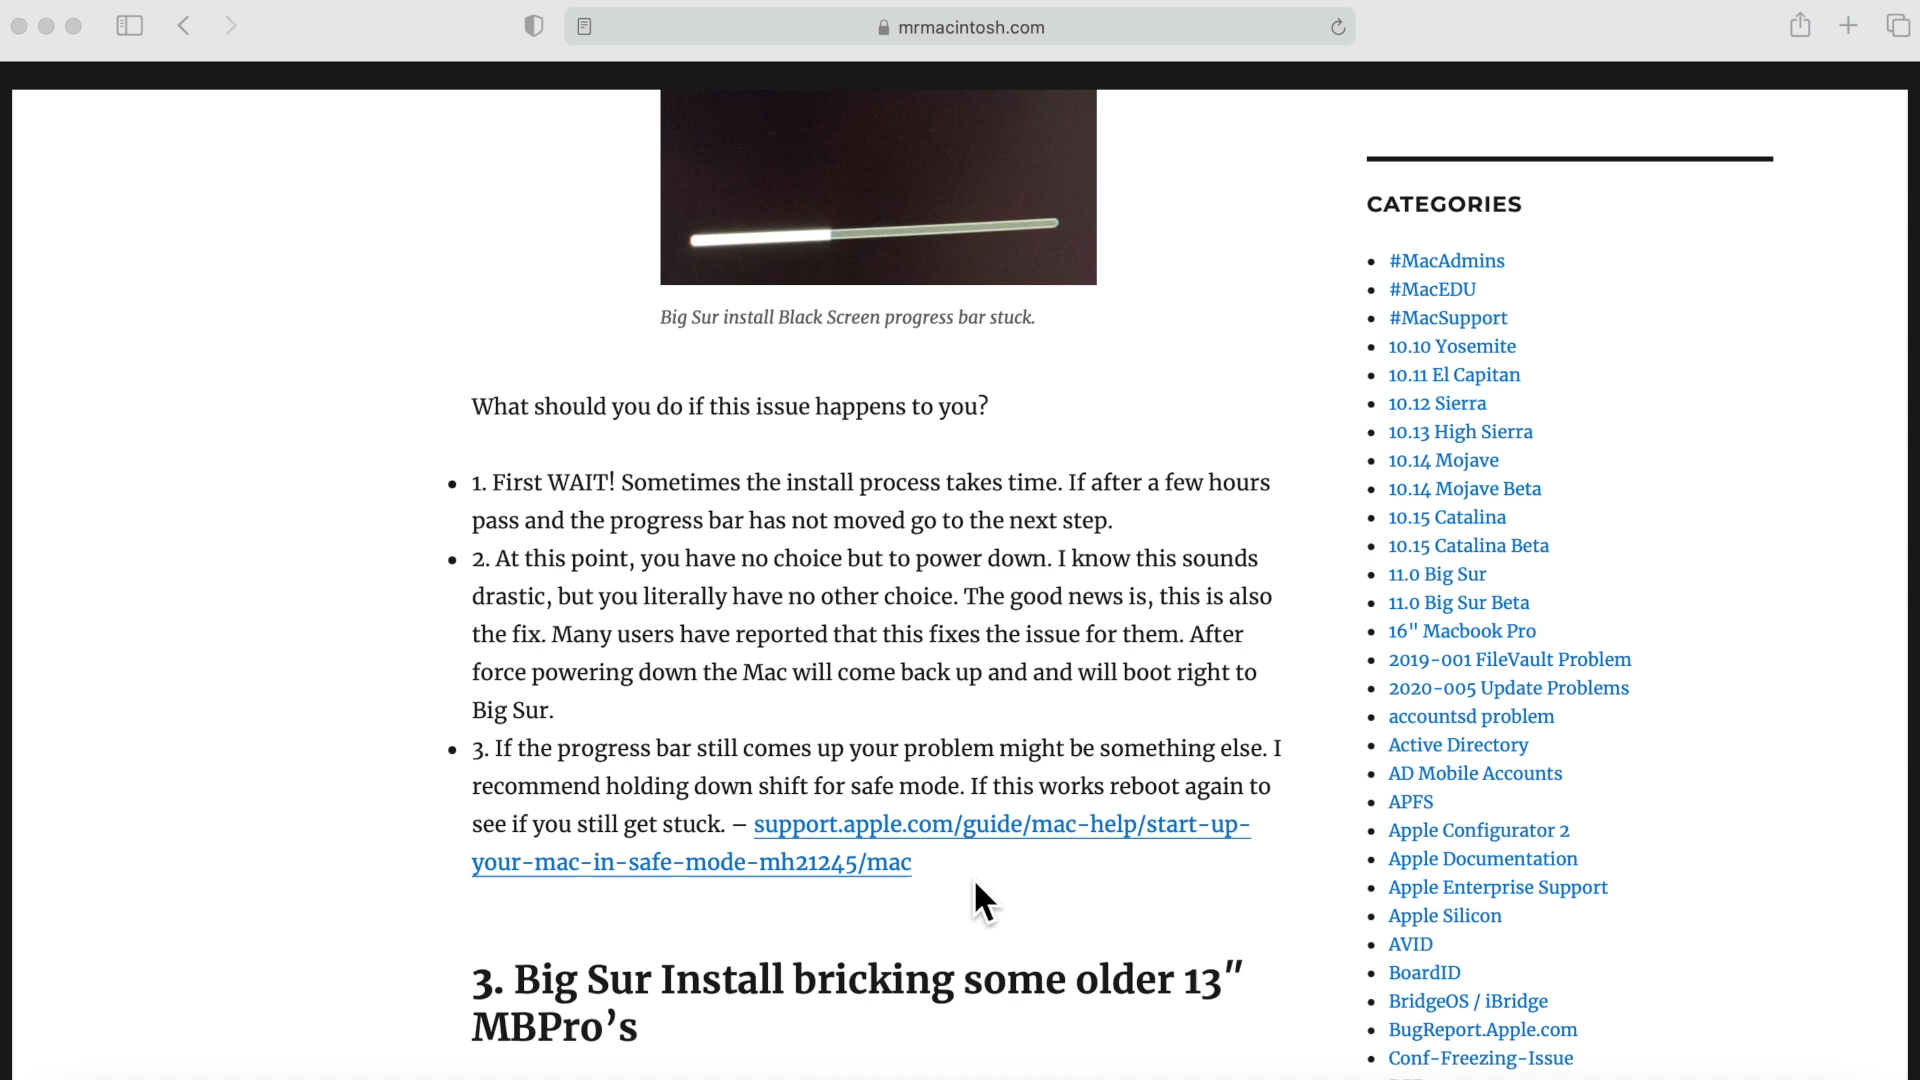 mrmacintosh.com
Big Sur install Black Screen progress bar stuck.
What should you do if this issue happens to you?
1. First WAIT! Sometimes the install process takes time. If after a few hours
pass and the progress bar has not moved go to the next step.
2. At this point, you have no choice but to power down. I know this sounds
drastic, but you literally have no other choice. The good news is, this is also
the fix. Many users have reported that this fixes the issue for them. After
force powering down the Mac will come back up and and will boot right to
Big Sur.
3. If the progress bar still comes up your problem might be something else. I
recommend holding down shift for safe mode. If this works reboot again to
see if you still get stuck. – support.apple.com/guide/mac-help/start-up-
your-mac-in-safe-mode-mh21245/mac
3. Big Sur Install bricking some older 13″
MBPro’s
CATEGORIES
#MacAdmins
#MacEDU
#MacSupport
10.10 Yosemite
10.11 El Capitan
10.12 Sierra
10.13 High Sierra
10.14 Mojave
10.14 Mojave Beta
10.15 Catalina
10.15 Catalina Beta
11.0 Big Sur
11.0 Big Sur Beta
16" Macbook Pro
2019-001 FileVault Problem
2020-005 Update Problems
accountsd problem
Active Directory
AD Mobile Accounts
APFS
Apple Configurator 2
Apple Documentation
Apple Enterprise Support
Apple Silicon
AVID
BoardID
BridgeOS / iBridge
BugReport.Apple.com
Conf-Freezing-Issue